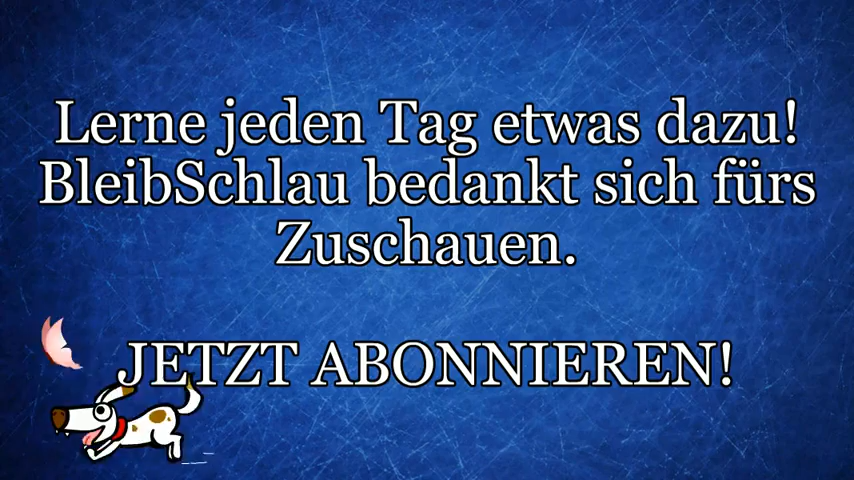 Lerne jeden Tag etwas dazu!
BleibSchlau bedankt sich fürs
Zuschauen.
JETZT ABONNIEREN!